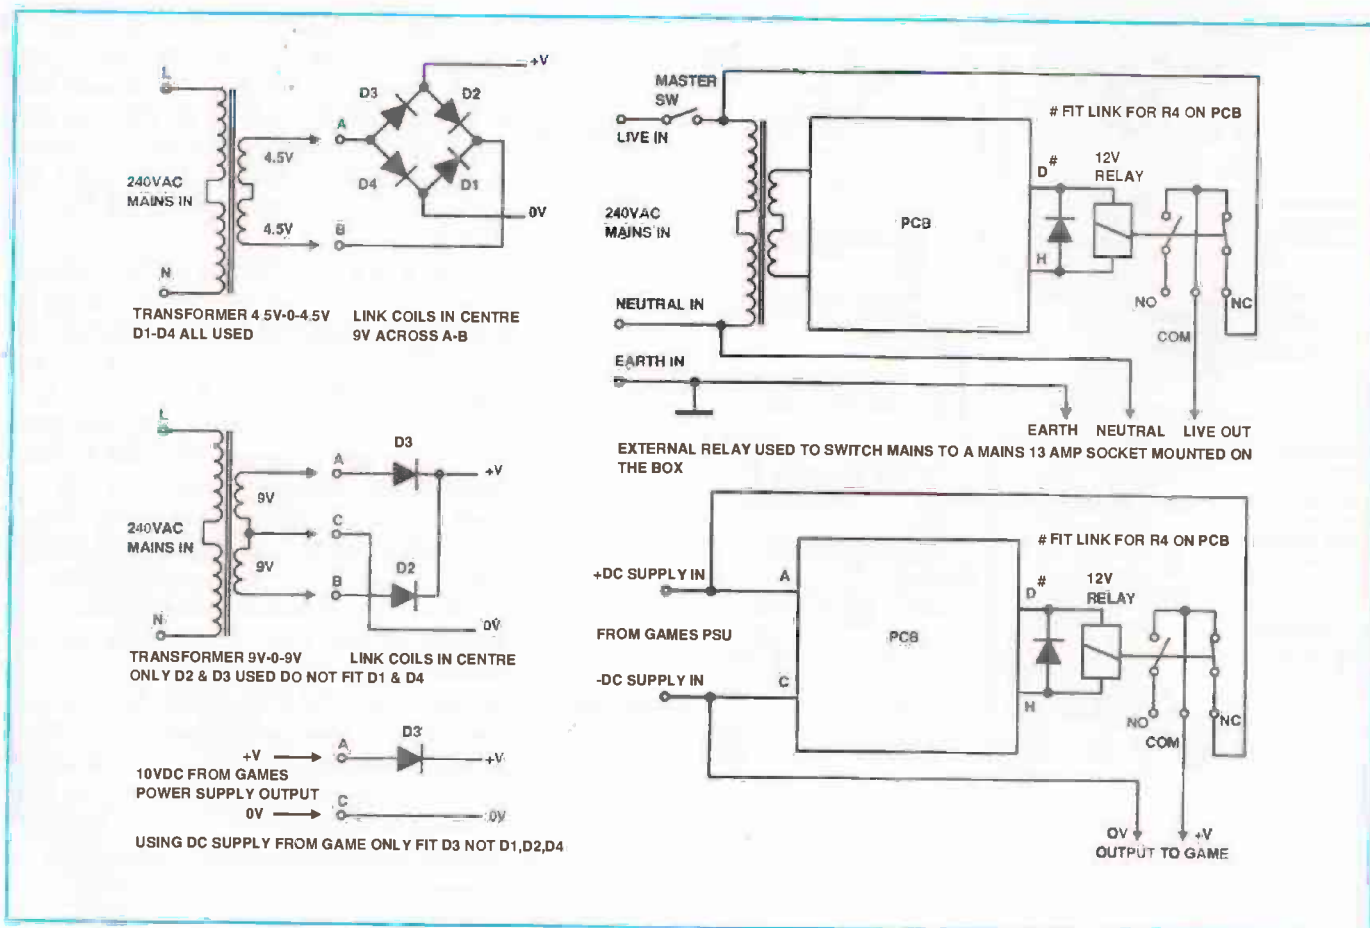 L
4.5V
4.5V
240VAC
MAINS IN
N
A
B
D3
D2
D4
D1
+V
0V
TRANSFORMER 4 5V-0-4.5V
D1-D4 ALL USED
LINK COILS IN CENTRE
9V ACROSS A-B
L
9V
9V
240VAC
MAINS IN
N
A
C
B
D3
D2
+V
0V
TRANSFORMER 9V-0-9V
LINK COILS IN CENTRE
ONLY D2 & D3 USED DO NOT FIT D1 & D4
+V
10VDC FROM GAMES
POWER SUPPLY OUTPUT
0V
A
D3
+V
C
0V
USING DC SUPPLY FROM GAME ONLY FIT D3 NOT D1,D2,D4
MASTER
SW
LIVE IN
240VAC
MAINS IN
NEUTRAL IN
EARTH IN
PCB
# FIT LINK FOR R4 ON PCB
D#
12V
RELAY
H
NO
NC
COM
EARTH NEUTRAL LIVE OUT
EXTERNAL RELAY USED TO SWITCH MAINS TO A MAINS 13 AMP SOCKET MOUNTED ON
THE BOX
+DC SUPPLY IN
A
FROM GAMES PSU
-DC SUPPLY IN
C
PCB
# FIT LINK FOR R4 ON PCB
D#
12V
RELAY
H
NO
NC
COM
0V
+V
OUTPUT TO GAME